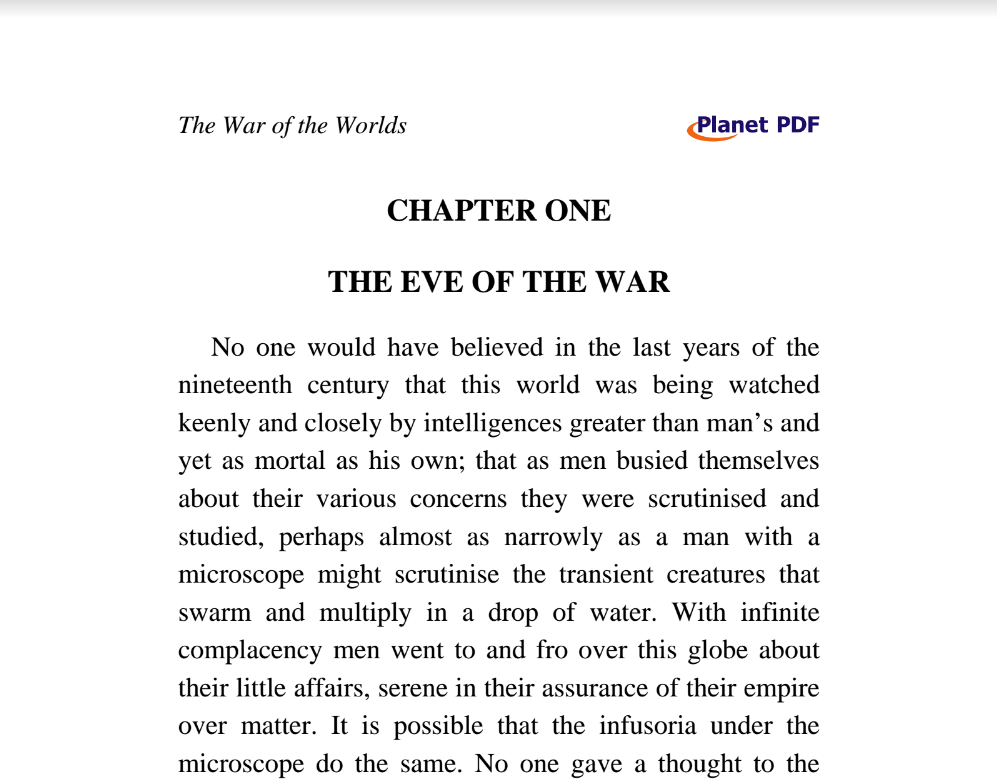 The War of the Worlds
Planet PDF
CHAPTER ONE
THE EVE OF THE WAR
No one would have believed in the last years of the
nineteenth century that this world was being watched
keenly and closely by intelligences greater than man’s and
yet as mortal as his own; that as men busied themselves
about their various concerns they were scrutinised and
studied, perhaps almost as narrowly as a man with a
microscope might scrutinise the transient creatures that
swarm and multiply in a drop of water. With infinite
complacency men went to and fro over this globe about
their little affairs, serene in their assurance of their empire
over matter. It is possible that the infusoria under the
microscope do the same. No one gave a thought to the